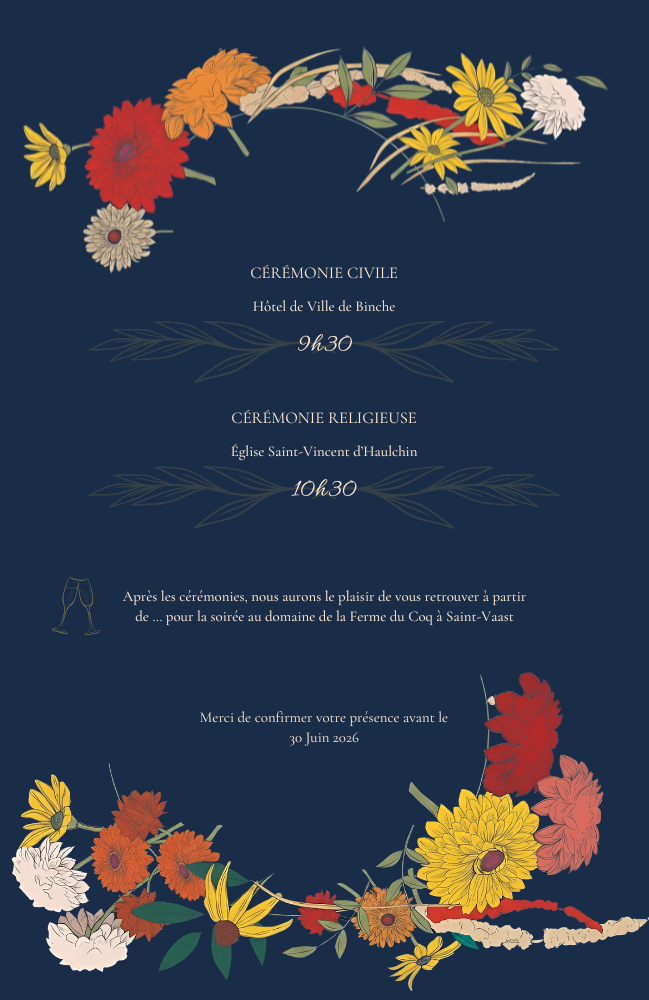 CÉRÉMONIE CIVILE
Hôtel de Ville de Binche
9h30
CÉRÉMONIE RELIGIEUSE
Église Saint-Vincent d'Haulchin
10h30
Après les cérémonies, nous aurons le plaisir de vous retrouver à partir
de ... pour la soirée au domaine de la Ferme du Coq à Saint-Vaast
Merci de confirmer votre présence avant le
30 Juin 2026